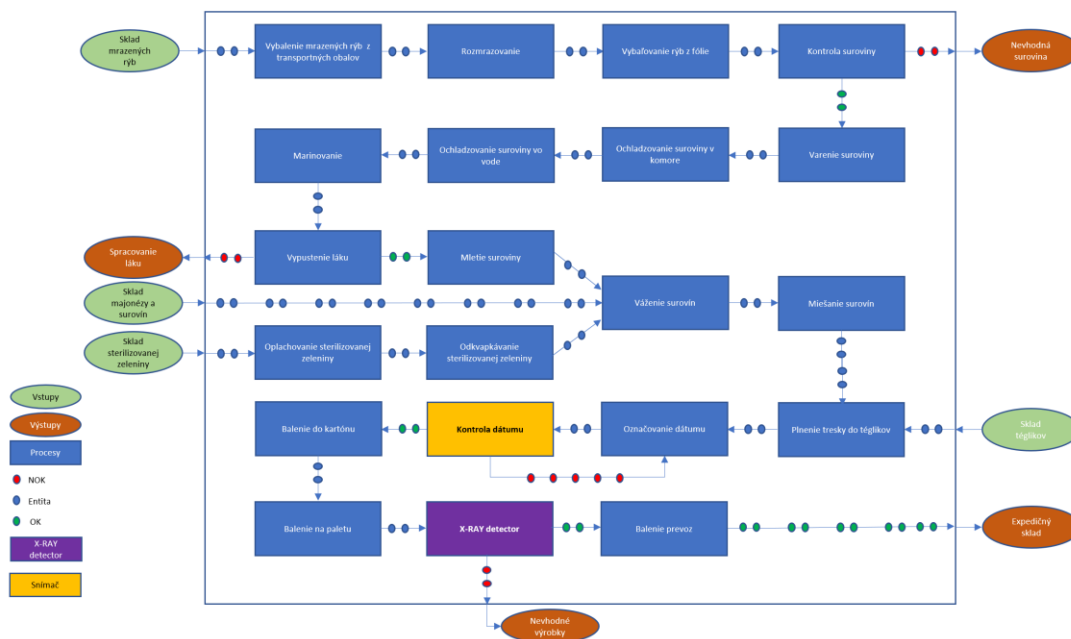 Sklad
mrazených
rýb
Vybalenie mrazených rýb z
transportných obalov
Rozmrazovanie
Vybaľovanie rýb z fólie
Kontrola suroviny
Nevhodná
surovina
Marinovanie
Ochladzovanie suroviny vo
vode
Ochladzovanie suroviny v
komore
Varenie suroviny
Spracovanie
láku
Vypustenie láku
Mletie suroviny
Sklad
majonézy a
surovín
Váženie surovín
Miešanie surovín
Sklad
sterilizovanej
zeleniny
Oplachovanie sterilizovanej
zeleniny
Odkvapkávanie
sterilizovanej zeleniny
Vstupy
Výstupy
Procesy
NOK
Entita
OK
X-RAY
detector
Snímač
Balenie do kartónu
Kontrola dátumu
Označovanie dátumu
Plnenie tresky do téglikov
Sklad
téglikov
Balenie na paletu
X-RAY detector
Balenie prevoz
Expedičný
sklad
Nevhodné
výrobky